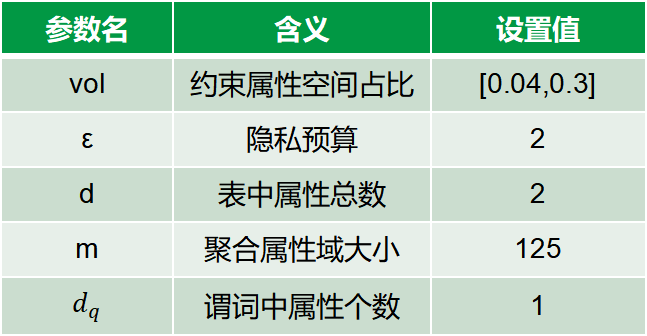 参数名 含义 设置值
vol 约束属性空间占比 [0.04,0.3]
ε 隐私预算 2
d 表中属性总数 2
m 聚合属性域大小 125
d_q 谓词中属性个数 1